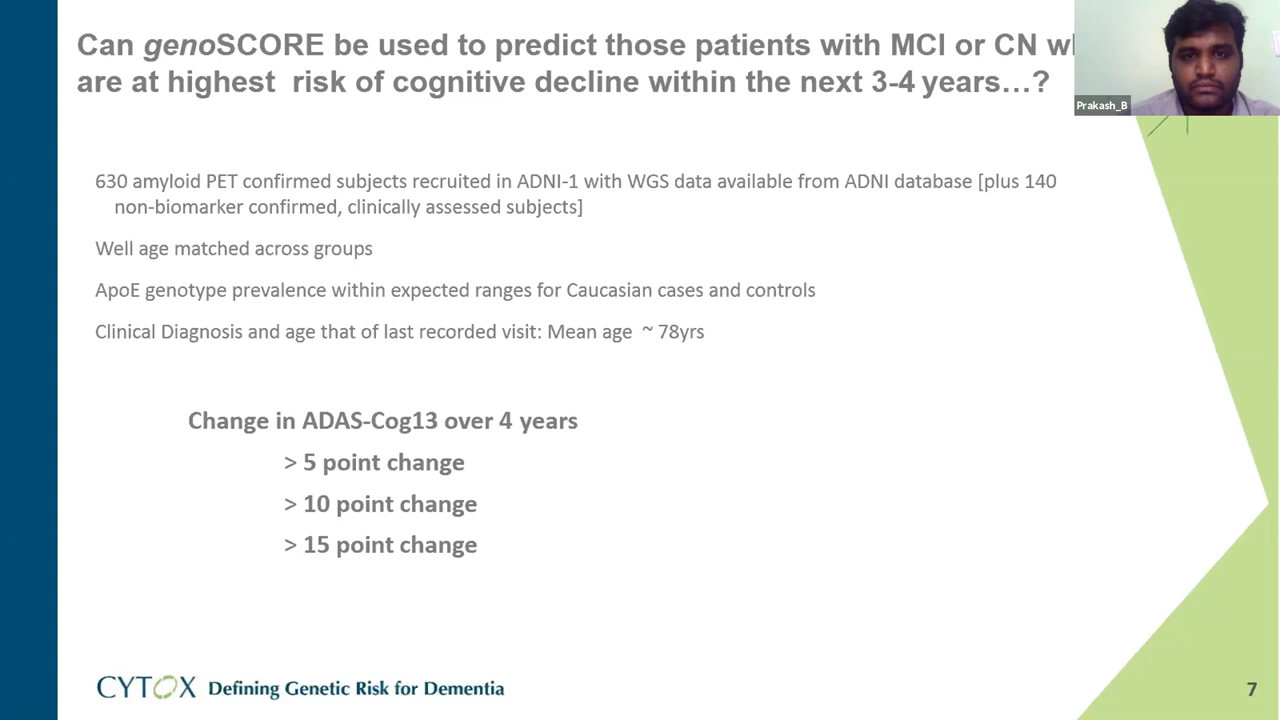 Can genoSCORE be used to predict those patients with MCI or CN
are at highest risk of cognitive decline within the next 3-4 years…?
Prakash_B
630 amyloid PET confirmed subjects recruited in ADNI-1 with WGS data available from ADNI database [plus 140
non-biomarker confirmed, clinically assessed subjects]
Well age matched across groups
ApoE genotype prevalence within expected ranges for Caucasian cases and controls
Clinical Diagnosis and age that of last recorded visit: Mean age ~ 78yrs
Change in ADAS-Cog13 over 4 years
> 5 point change
> 10 point change
> 15 point change
CYTOX Defining Genetic Risk for Dementia
7